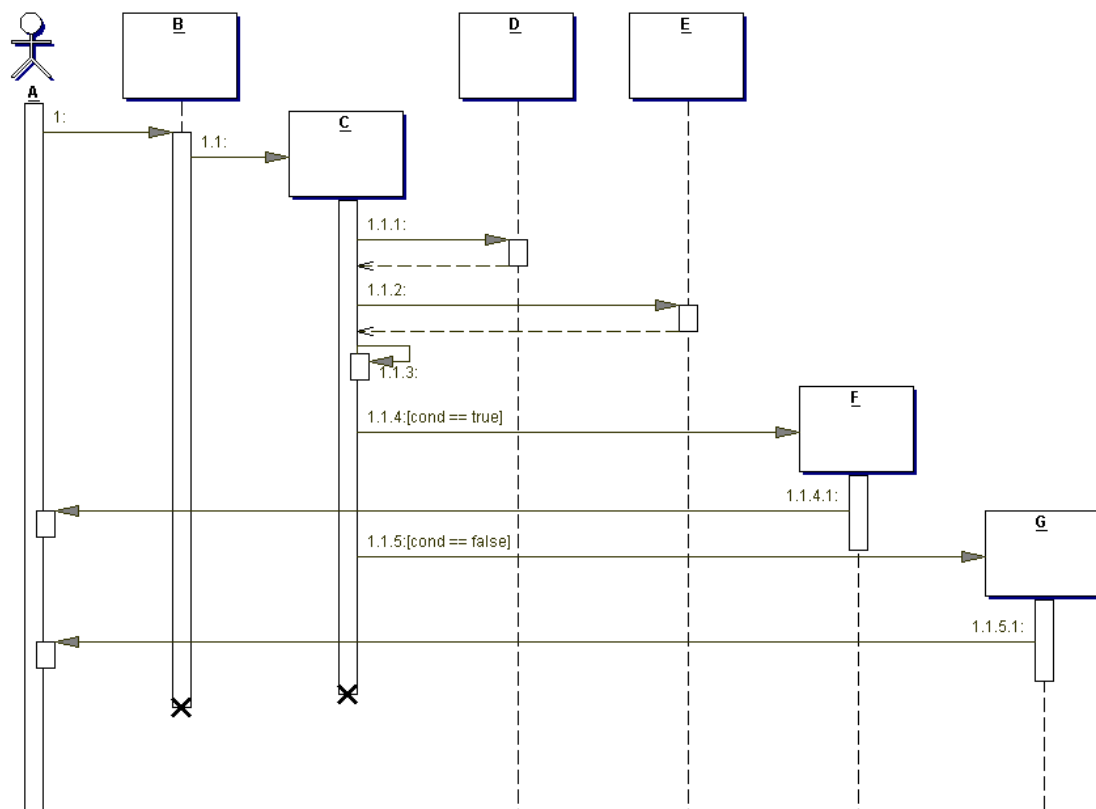 B
D
E
A
1:
C
1.1:
1.1.1:
1.1.2:
1.1.3:
F
1.1.4:[cond == true]
1.1.4.1:
G
1.1.5:[cond == false]
1.1.5.1: